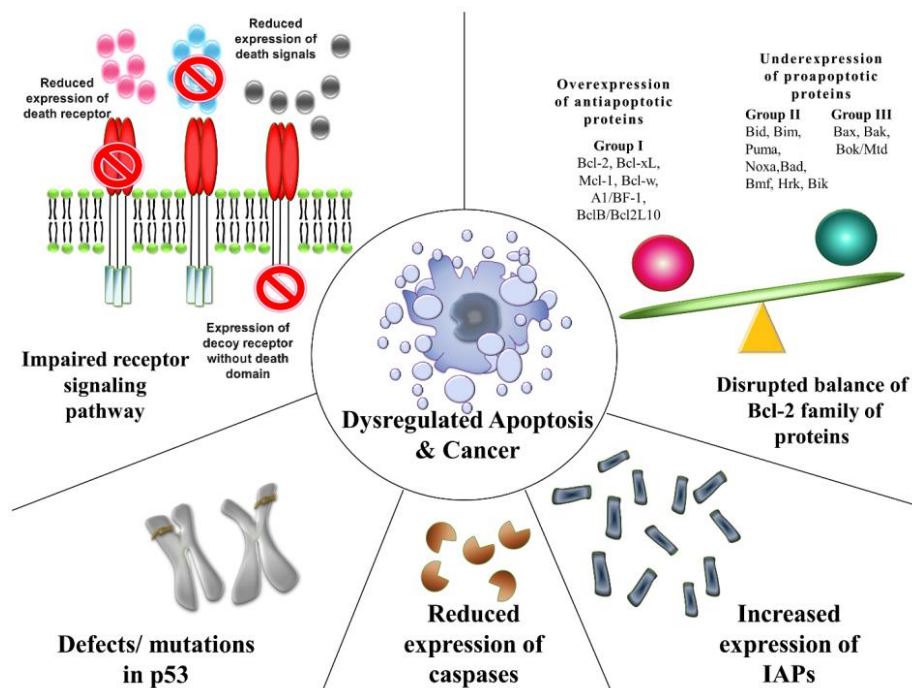 Reduced
expression of
death receptor
Reduced
expression of
death signals
Expression of
decoy receptor
without death
domain
Impaired receptor
signaling
pathway
Overexpression
of antiapoptotic
proteins
Group I
Bcl-2, Bcl-xL,
Mcl-1, Bcl-w,
A1/BF-1,
BclB/Bcl2L10
Underexpression
of proapoptotic
proteins
Group II
Bid, Bim,
Puma,
Noxa,Bad,
Bmf, Hrk, Bik
Group III
Bax, Bak,
Bok/Mtd
Disrupted balance of
Bcl-2 family of
proteins
Dysregulated Apoptosis
& Cancer
Defects/ mutations
in p53
Reduced
expression of
caspases
Increased
expression of
IAPs